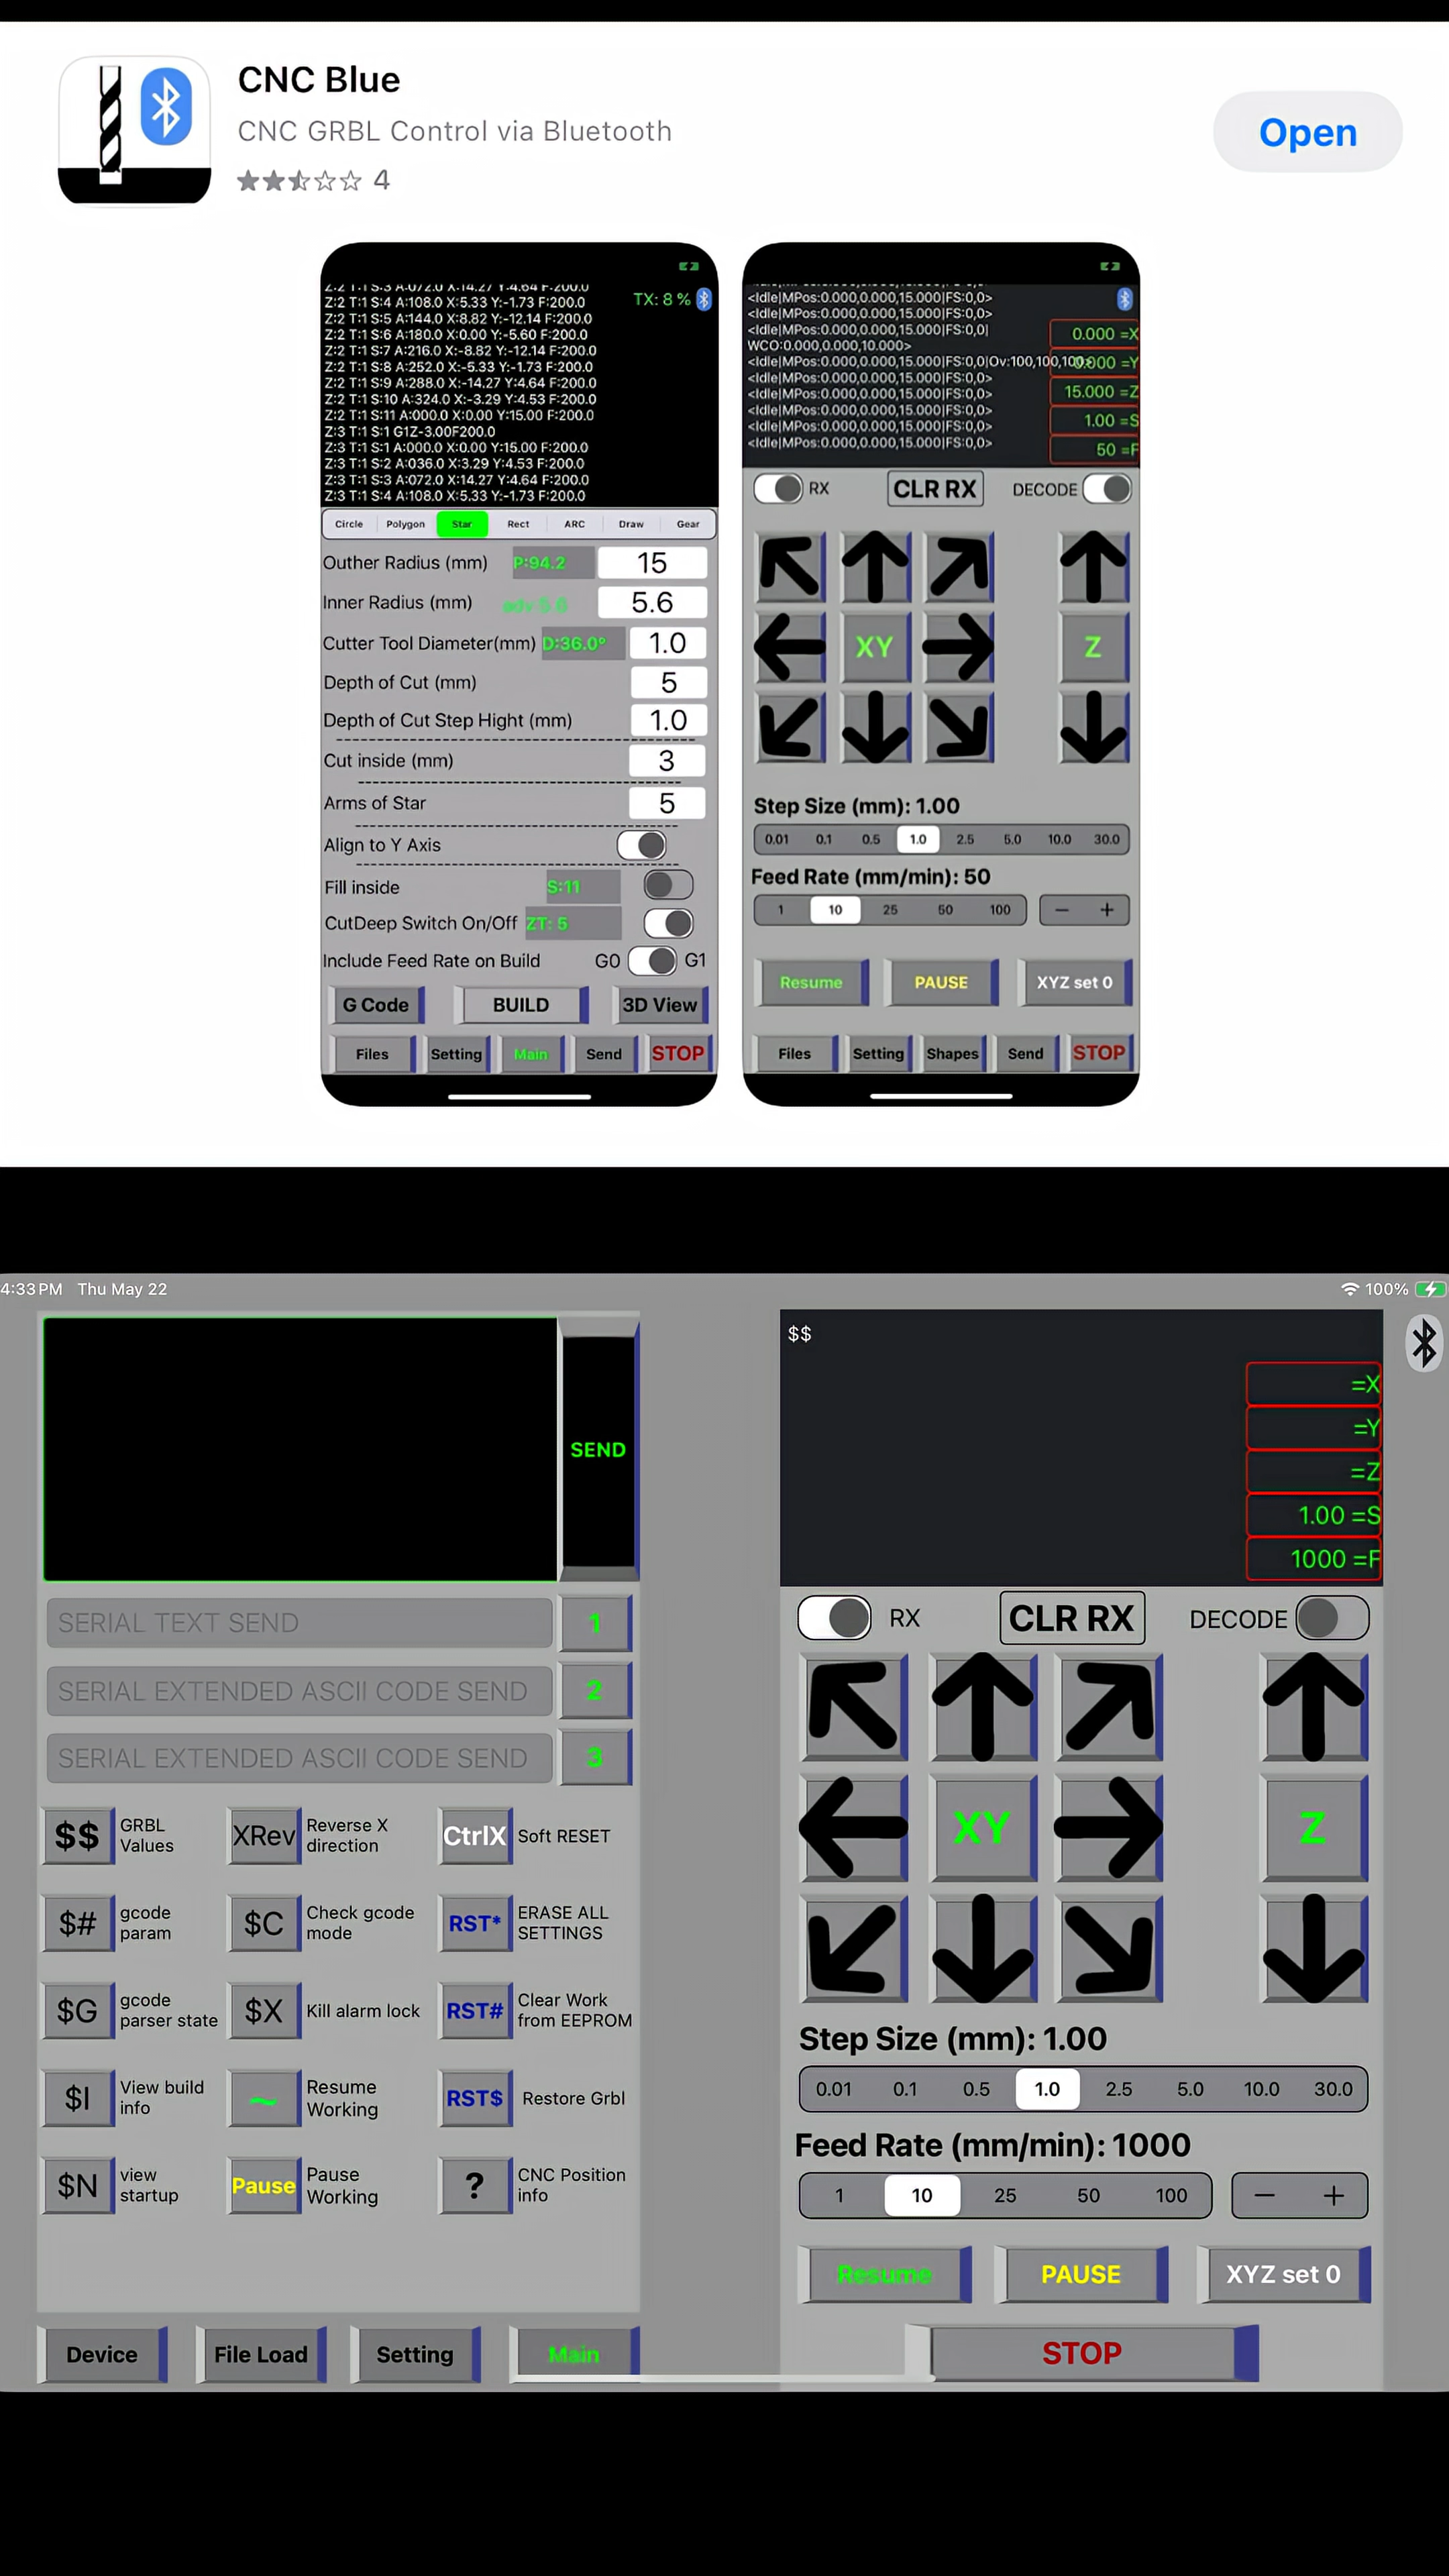 CNC Blue
CNC GRBL Control via Bluetooth
4
Open
Z:2 T:1 S:3 A:072.0 X:14.27 Y:4.64 F:200.0
Z:2 T:1 S:4 A:108.0 X:5.33 Y:-1.73 F:200.0
Z:2 T:1 S:5 A:144.0 X:8.82 Y:-12.14 F:200.0
Z:2 T:1 S:6 A:180.0 X:0.00 Y:-5.60 F:200.0
Z:2 T:1 S:7 A:216.0 X:-8.82 Y:-12.14 F:200.0
Z:2 T:1 S:8 A:252.0 X:-5.33 Y:-1.73 F:200.0
Z:2 T:1 S:9 A:288.0 X:-14.27 Y:4.64 F:200.0
Z:2 T:1 S:10 A:324.0 X:-3.29 Y:4.53 F:200.0
Z:2 T:1 S:11 A:000.0 X:0.00 Y:15.00 F:200.0
Z:3 T:1 S:1 G1Z-3.00F200.0
Z:3 T:1 S:1 A:000.0 X:0.00 Y:15.00 F:200.0
Z:3 T:1 S:2 A:036.0 X:3.29 Y:4.53 F:200.0
Z:3 T:1 S:3 A:072.0 X:14.27 Y:4.64 F:200.0
Z:3 T:1 S:4 A:108.0 X:5.33 Y:-1.73 F:200.0
TX: 8 %
Circle Polygon Star Rect ARC Draw Gear
Outher Radius (mm) P:94.2 15
Inner Radius (mm) 5.6
Cutter Tool Diameter(mm) D:36.0° 1.0
Depth of Cut (mm) 5
Depth of Cut Step Hight (mm) 1.0
Cut inside (mm) 3
Arms of Star 5
Align to Y Axis
Fill inside S:11
CutDeep Switch On/Off ZT: 5
Include Feed Rate on Build G0 G1
G Code BUILD 3D View
Files Setting Main Send STOP
<Idle|MPos:0.000,0.000,15.000|FS:0,0>
<Idle|MPos:0.000,0.000,15.000|FS:0,0>
<Idle|MPos:0.000,0.000,15.000|FS:0,0|
WCO:0.000,0.000,10.000>
<Idle|MPos:0.000,0.000,15.000|FS:0,0|Ov:100,100,100>
<Idle|MPos:0.000,0.000,15.000|FS:0,0>
<Idle|MPos:0.000,0.000,15.000|FS:0,0>
<Idle|MPos:0.000,0.000,15.000|FS:0,0>
<Idle|MPos:0.000,0.000,15.000|FS:0,0>
<Idle|MPos:0.000,0.000,15.000|FS:0,0>
0.000 =X
0.000 =Y
15.000 =Z
1.00 =S
50 =F
RX CLR RX DECODE
XY Z
Step Size (mm): 1.00
0.01 0.1 0.5 1.0 2.5 5.0 10.0 30.0
Feed Rate (mm/min): 50
1 10 25 50 100 − +
Resume PAUSE XYZ set 0
Files Setting Shapes Send STOP
4:33 PM Thu May 22
100%
SEND
SERIAL TEXT SEND 1
SERIAL EXTENDED ASCII CODE SEND 2
SERIAL EXTENDED ASCII CODE SEND 3
$$ GRBL Values XRev Reverse X direction CtrlX Soft RESET
$# gcode param $C Check gcode mode RST* ERASE ALL SETTINGS
$G gcode parser state $X Kill alarm lock RST# Clear Work from EEPROM
$I View build info ~ Resume Working RST$ Restore Grbl
$N view startup Pause Pause Working ? CNC Position info
Device File Load Setting Main
$$
=X
=Y
=Z
1.00 =S
1000 =F
RX CLR RX DECODE
XY Z
Step Size (mm): 1.00
0.01 0.1 0.5 1.0 2.5 5.0 10.0 30.0
Feed Rate (mm/min): 1000
1 10 25 50 100 − +
Resume PAUSE XYZ set 0
STOP